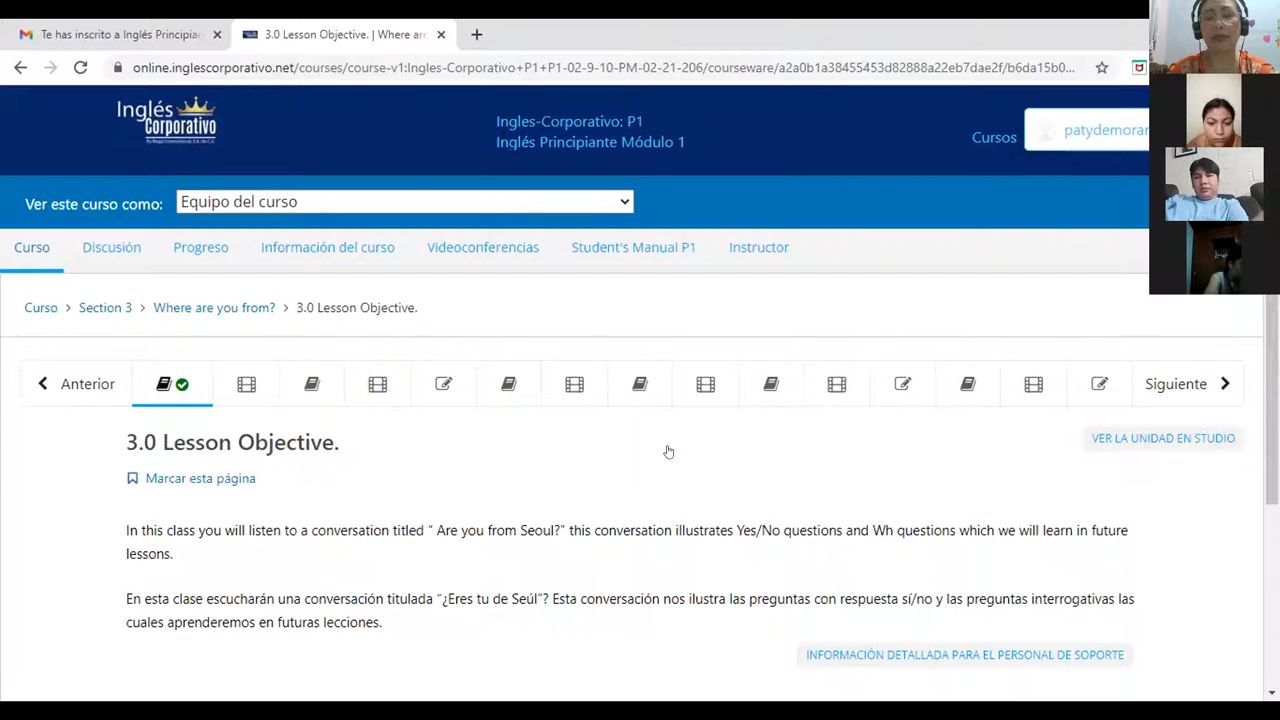 Te has inscrito a Inglés Principia
3.0 Lesson Objective. | Where are
online.inglescorporativo.net/courses/course-v1:Ingles-Corporativo+P1+P1-02-9-10-PM-02-21-206/courseware/a2a0b1a38455453d82888a22eb7dae2f/b6da15b0...
Inglés
Corporativo
Ingles-Corporativo: P1
Inglés Principiante Módulo 1
Cursos
patydemorar
Ver este curso como:
Equipo del curso
Curso
Discusión
Progreso
Información del curso
Videoconferencias
Student's Manual P1
Instructor
Curso > Section 3 > Where are you from? > 3.0 Lesson Objective.
Anterior
Siguiente
3.0 Lesson Objective.
VER LA UNIDAD EN STUDIO
Marcar esta página
In this class you will listen to a conversation titled “ Are you from Seoul?” this conversation illustrates Yes/No questions and Wh questions which we will learn in future
lessons.
En esta clase escucharán una conversación titulada “¿Eres tu de Seúl”? Esta conversación nos ilustra las preguntas con respuesta sí/no y las preguntas interrogativas las
cuales aprenderemos en futuras lecciones.
INFORMACIÓN DETALLADA PARA EL PERSONAL DE SOPORTE